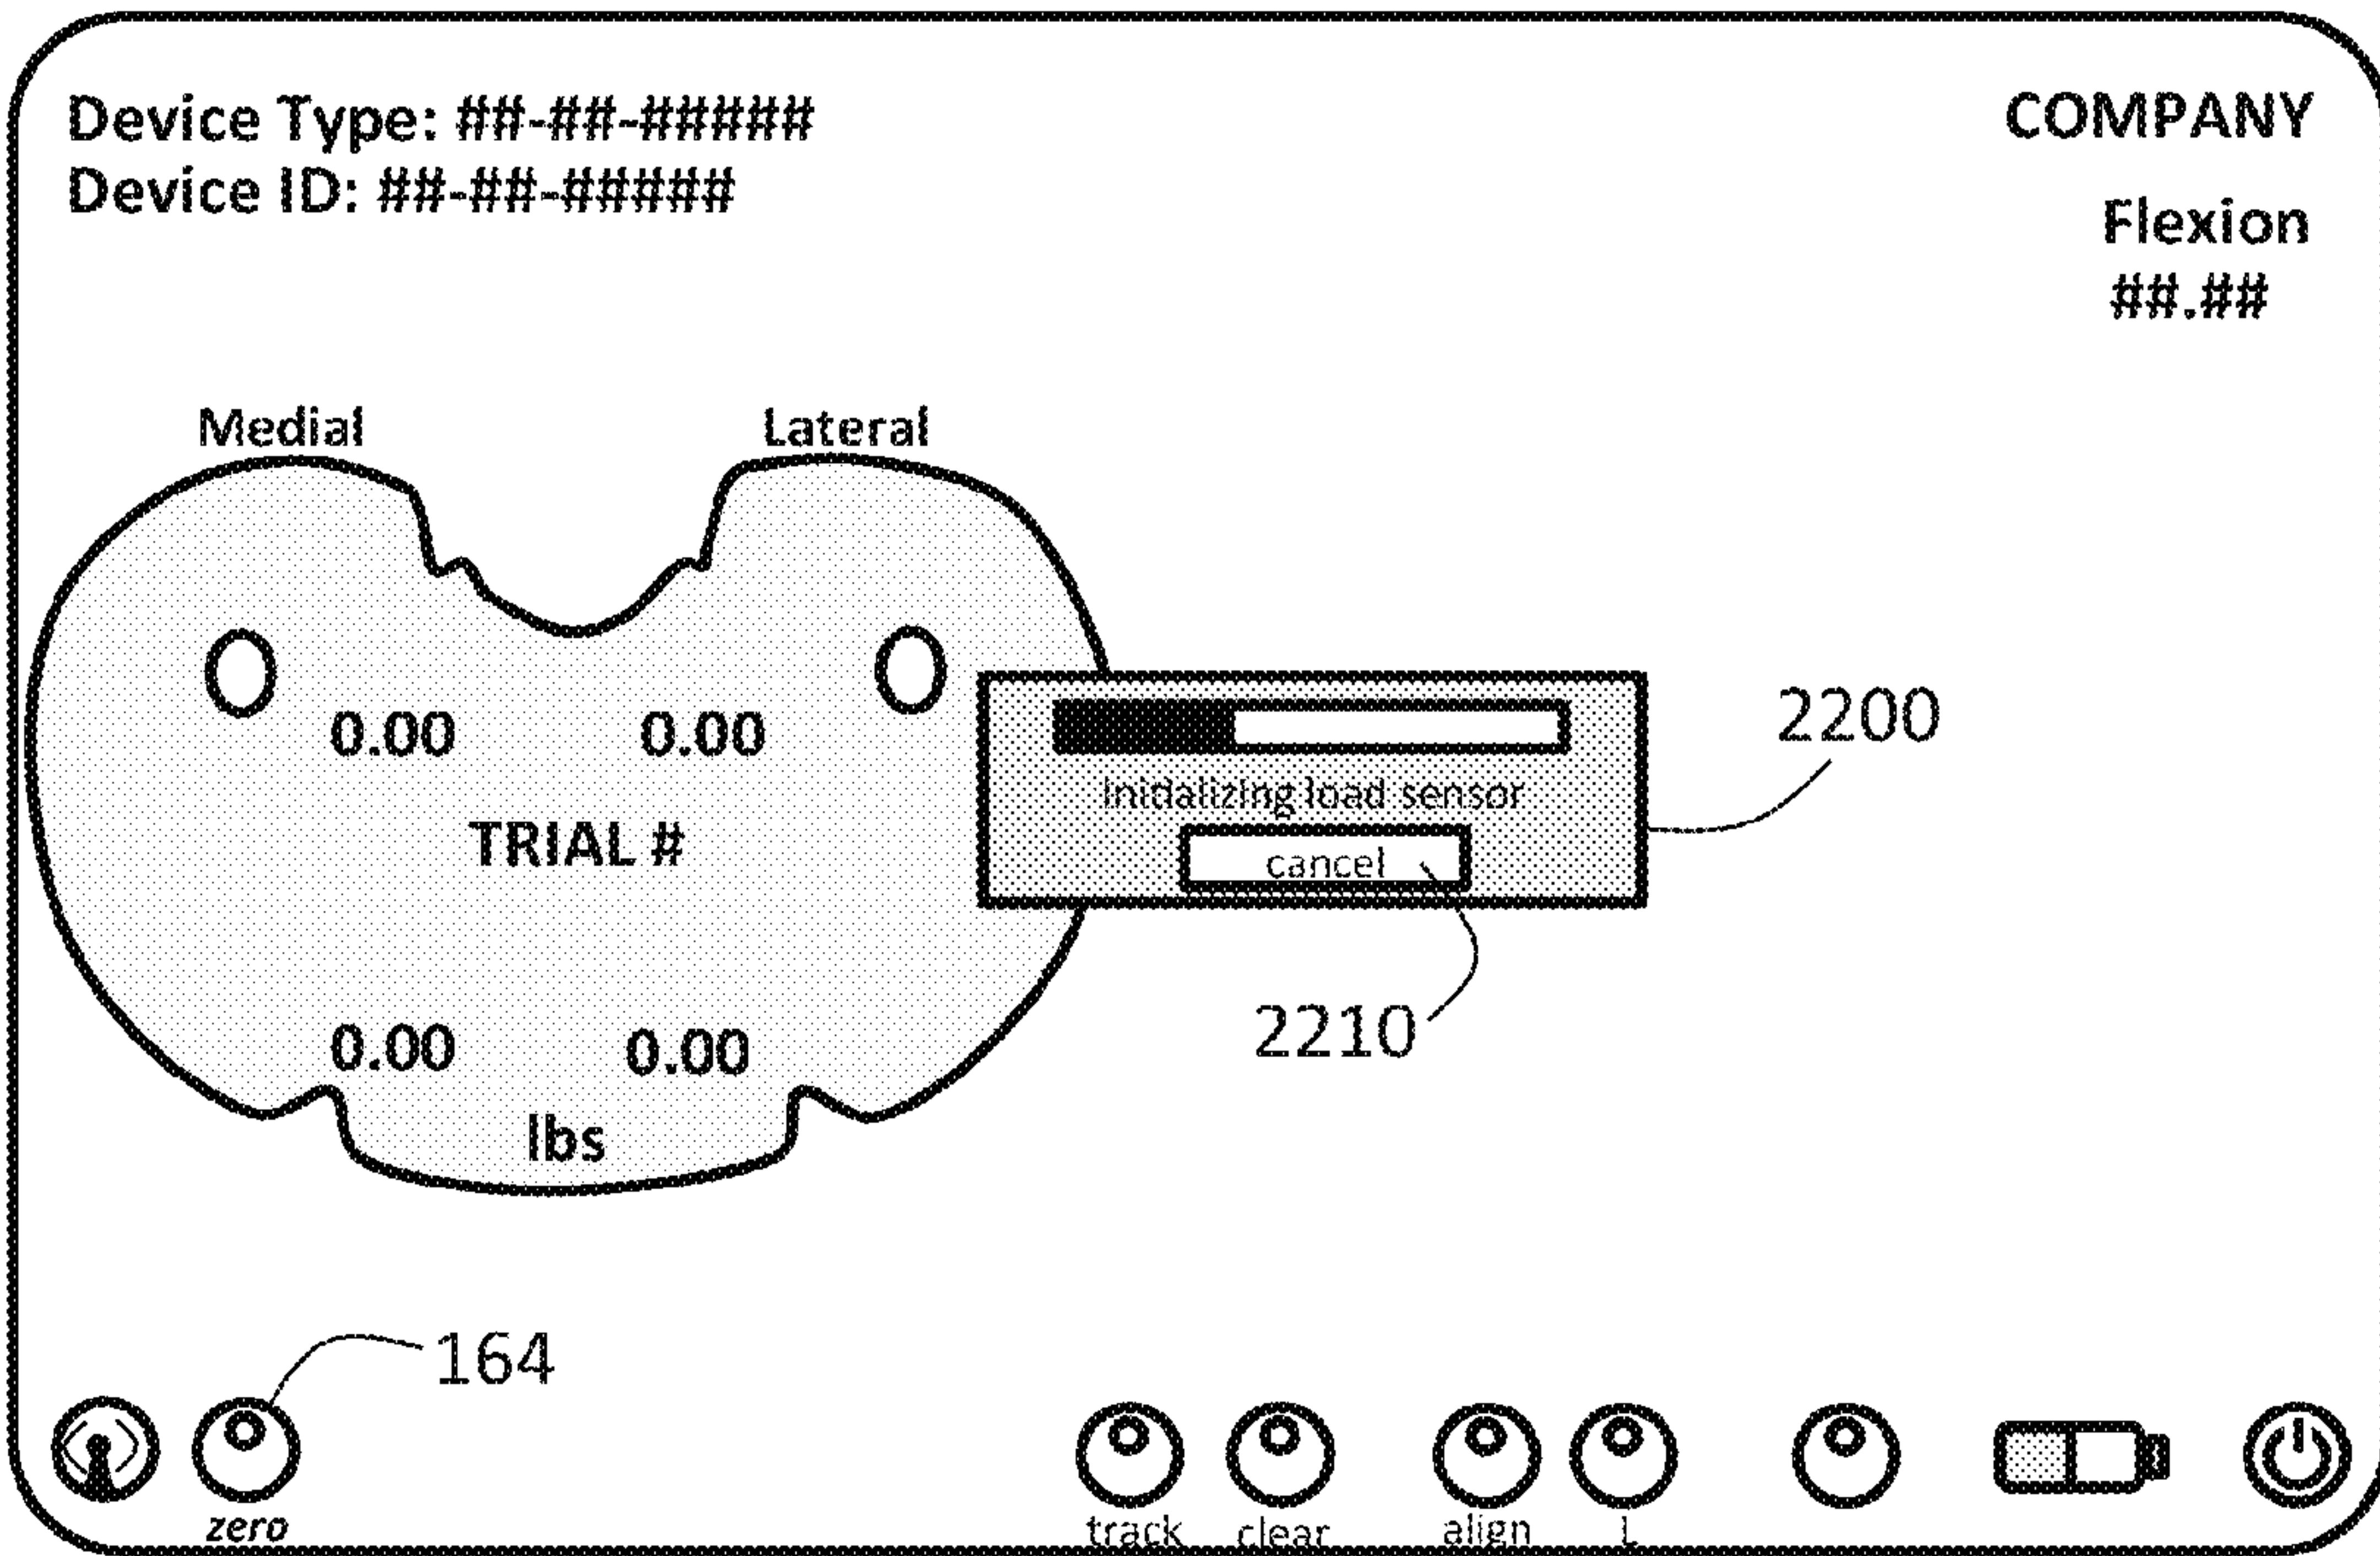 Device Type: ##-##-#####
COMPANY
Device ID: ##-##-#####
Flexion
##.##
Medial
Lateral
0.00 0.00
2200
initializing load sensor
TRIAL #
cancel
2210
0.00 0.00
lbs
164
zero
track clear align L